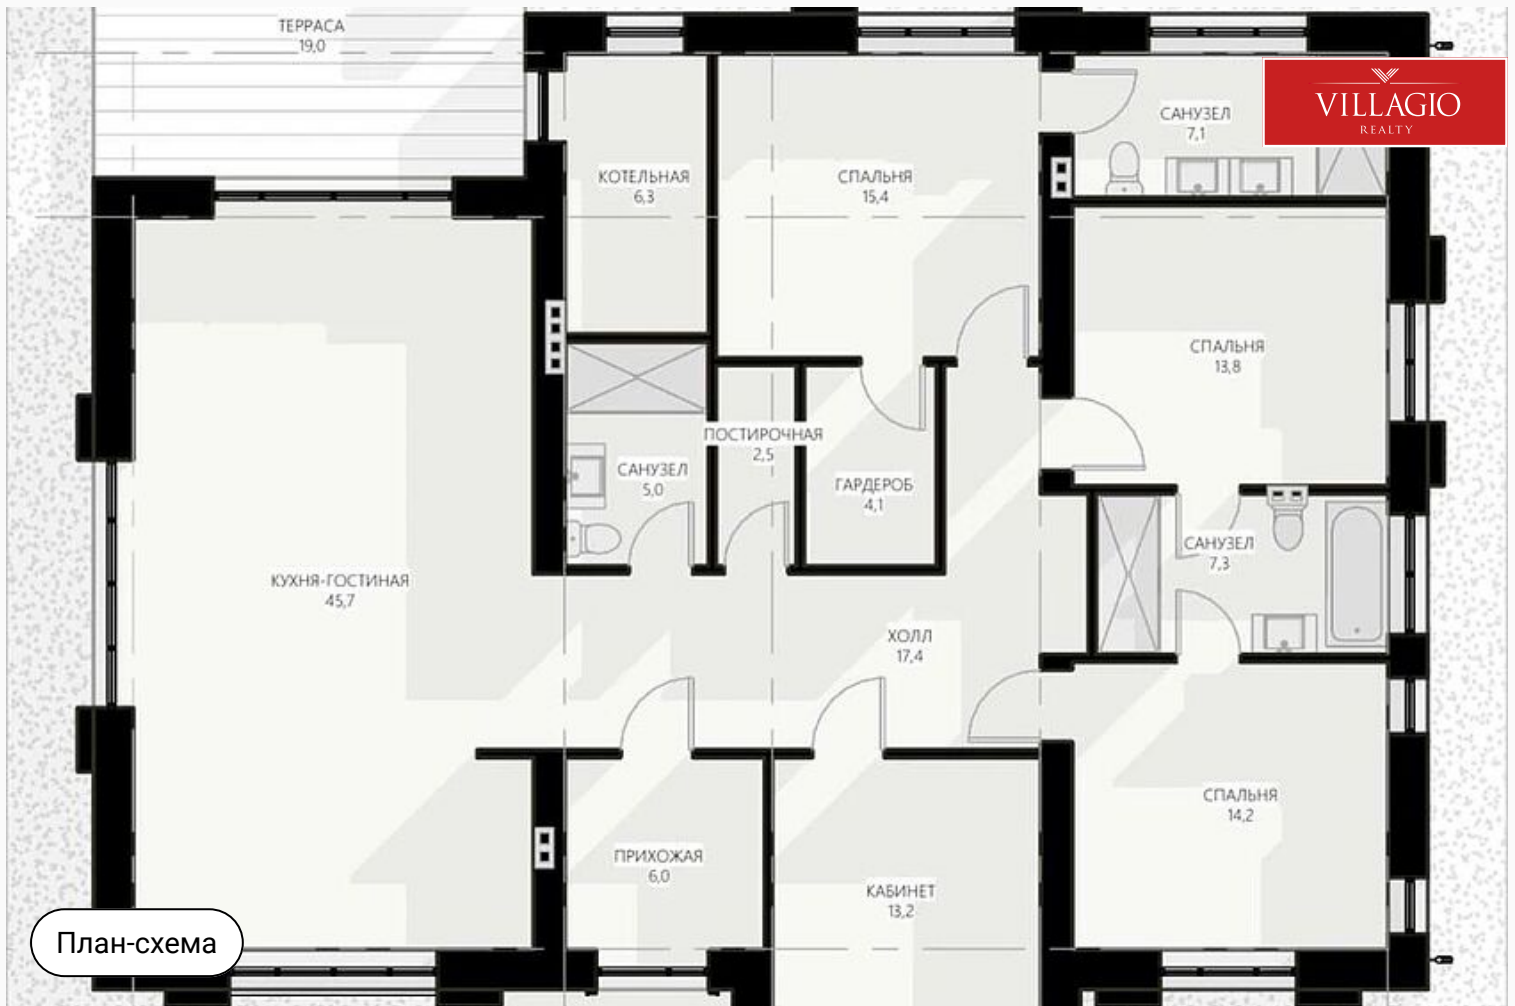 ТЕРРАСА
19,0
VILLAGIO
REALTY
САНУЗЕЛ
7,1
КОТЕЛЬНАЯ
6,3
СПАЛЬНЯ
15,4
СПАЛЬНЯ
13,8
ПОСТИРОЧНАЯ
2,5
САНУЗЕЛ
5,0
ГАРДЕРОБ
4,1
САНУЗЕЛ
7,3
КУХНЯ-ГОСТИНАЯ
45,7
ХОЛЛ
17,4
СПАЛЬНЯ
14,2
ПРИХОЖАЯ
6,0
КАБИНЕТ
13,2
План-схема